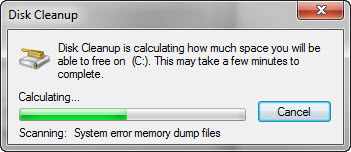 Disk Cleanup
Disk Cleanup is calculating how much space you will be
able to free on  (C:). This may take a few minutes to
complete.
Calculating...
Cancel
Scanning:   System error memory dump files